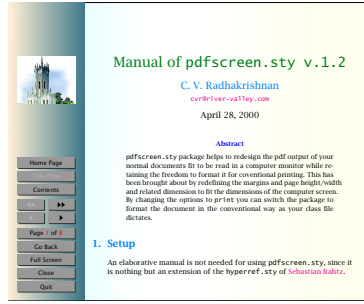 Manual of pdfscreen.sty v.1.2
C. V. Radhakrishnan
cvr@river-valley.com
April 28, 2000
Abstract
pdfscreen.sty package helps to redesign the pdf output of your
normal documents fit to be read in a computer monitor while re-
taining the freedom to format it for coventional printing. This has
been brought about by redefining the margins and page height/width
and related dimension to fit the dimensions of the computer screen.
By changing the options to print you can switch the package to
format the document in the conventional way as your class file
dictates.
1. Setup
An elaborative manual is not needed for using pdfscreen.sty, since it
is nothing but an extension of the hyperref.sty of Sebastian Rahtz.
Home Page
Title Page
Contents
Page 1 of 8
Go Back
Full Screen
Close
Quit